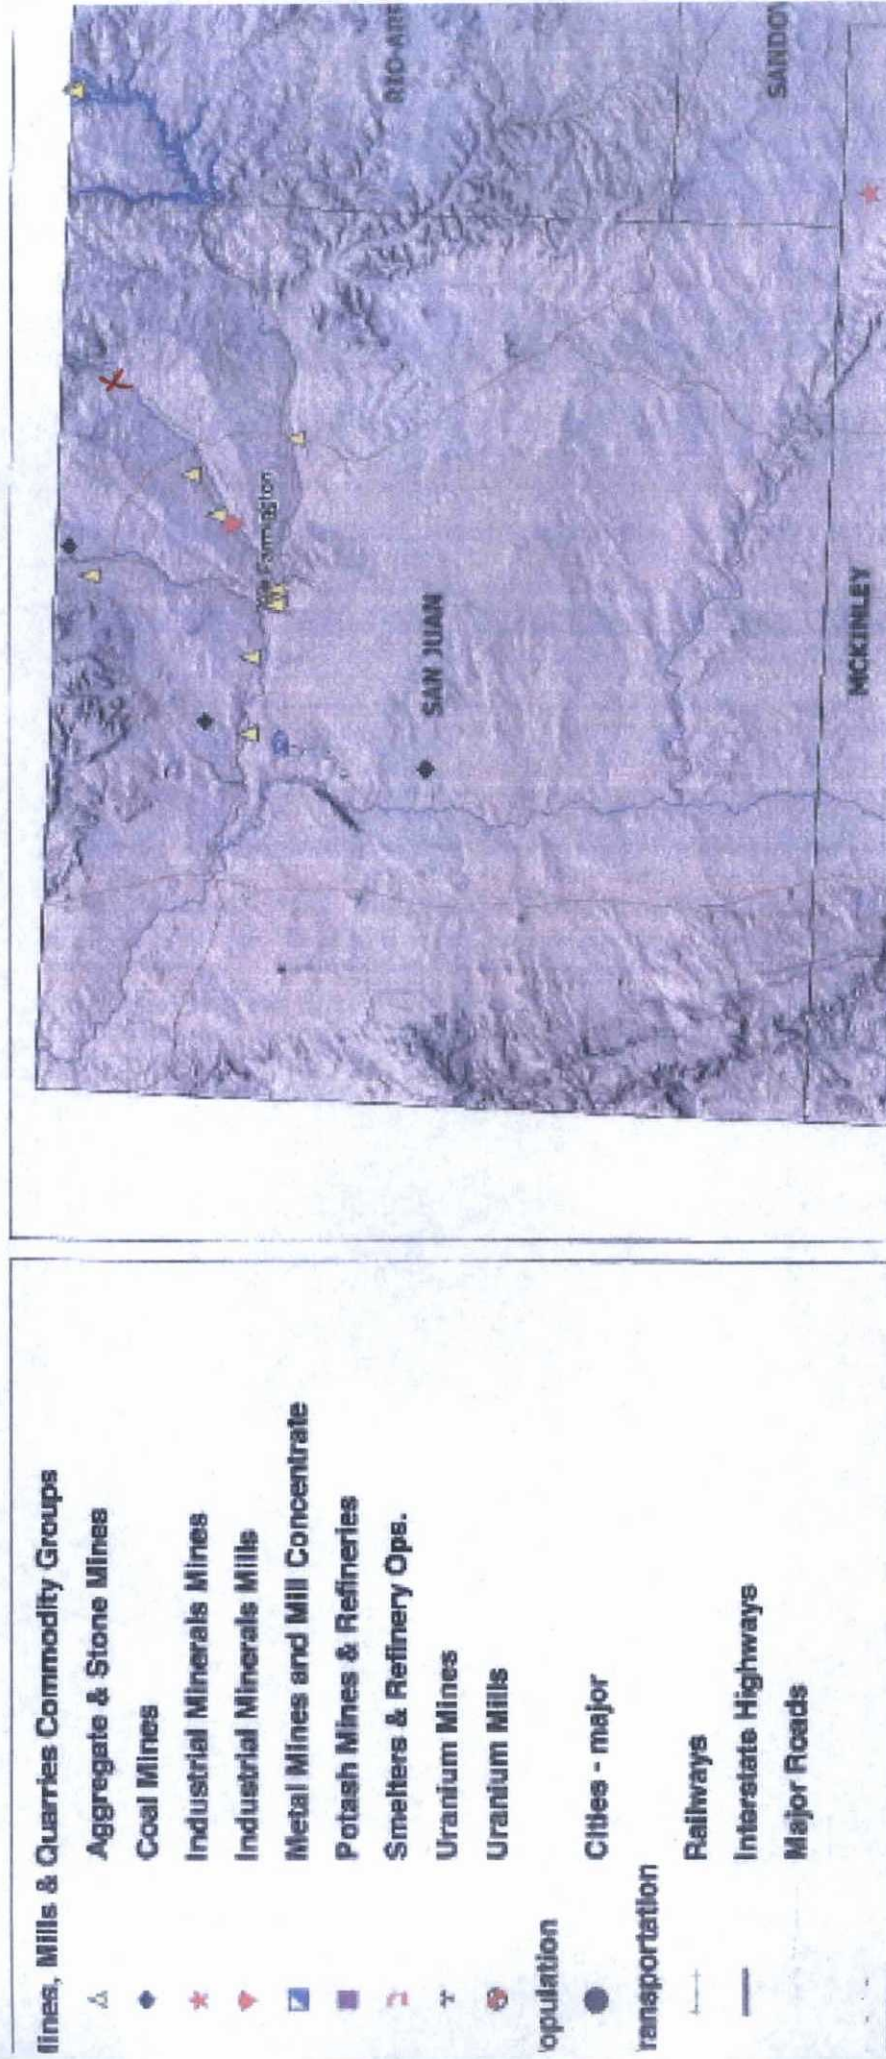 lines, Mills & Quarries Commodity Groups
Aggregate & Stone Mines
Coal Mines
Industrial Minerals Mines
Industrial Minerals Mills
Metal Mines and Mill Concentrate
Potash Mines & Refineries
Smelters & Refinery Ops.
Uranium Mines
Uranium Mills
opulation
Cities - major
ransportation
Railways
Interstate Highways
Major Roads
Farmington
SAN JUAN
RIO ARR
SANDOV
MCKINLEY
X